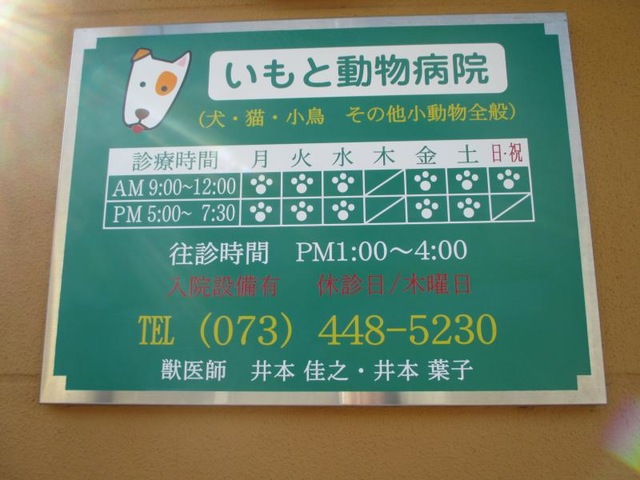 いもと動物病院
(犬・猫・小鳥 その他小動物全般)
診療時間 月 火 水 木 金 土 日・祝
AM 9:00~12:00
PM 5:00~ 7:30
往診時間 PM1:00~4:00
入院設備有 休診日/木曜日
TEL (073) 448-5230
獣医師 井本 佳之・井本 葉子